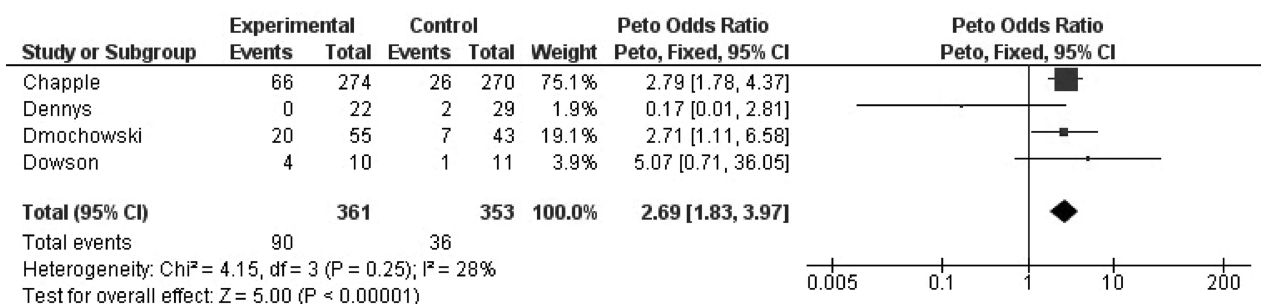 Experimental Control Peto Odds Ratio Peto Odds Ratio
Study or Subgroup Events Total Events Total Weight Peto, Fixed, 95% CI Peto, Fixed, 95% CI
Chapple 66 274 26 270 75.1% 2.79 [1.78, 4.37]
Dennys 0 22 2 29 1.9% 0.17 [0.01, 2.81]
Dmochowski 20 55 7 43 19.1% 2.71 [1.11, 6.58]
Dowson 4 10 1 11 3.9% 5.07 [0.71, 36.05]
Total (95% CI) 361 353 100.0% 2.69 [1.83, 3.97]
Total events 90 36
Heterogeneity: Chi² = 4.15, df = 3 (P = 0.25); I² = 28%
Test for overall effect: Z = 5.00 (P < 0.00001)
0.005 0.1 1 10 200